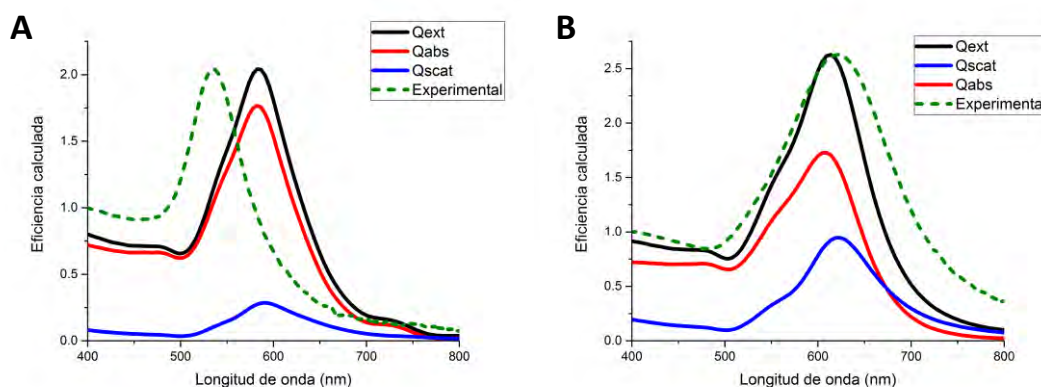 A
Eficiencia calculada
2.0
1.5
1.0
0.5
0.0
400
500
600
700
800
Longitud de onda (nm)
Qext
Qabs
Qscat
Experimental
B
Eficiencia calculada
2.5
2.0
1.5
1.0
0.5
0.0
400
500
600
700
800
Longitud de onda (nm)
Qext
Qscat
Qabs
Experimental